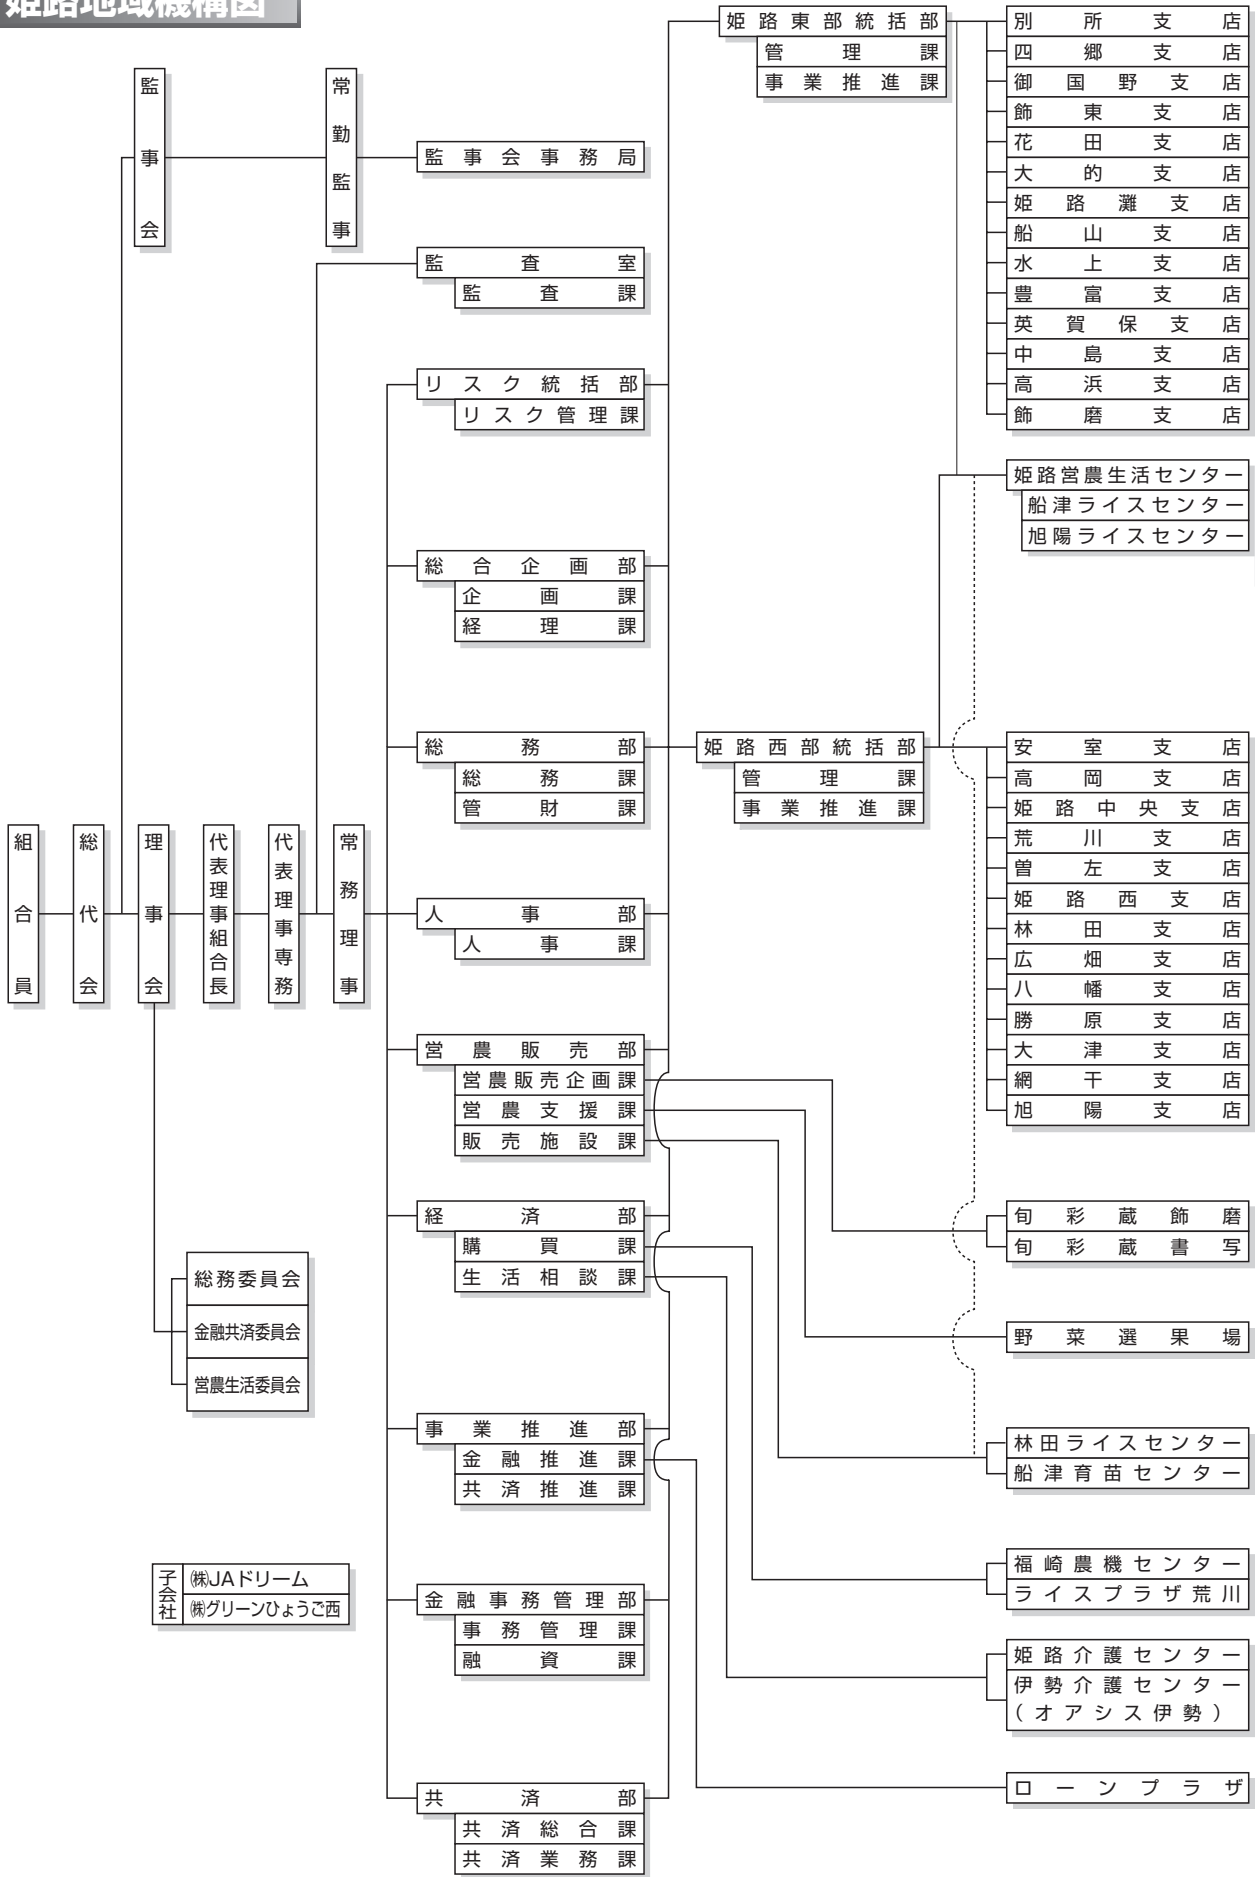 姫路地域機構図
組合員
総代会
監事会
常勤監事
監事会事務局
理事会
代表理事組合長
代表理事専務
常務理事
総務委員会
金融共済委員会
営農生活委員会
子会社
㈱JAドリーム
㈱グリーンひょうご西
監査室
監査課
リスク統括部
リスク管理課
総合企画部
企画課
経理課
総務部
総務課
管財課
人事部
人事課
営農販売部
営農販売企画課
営農支援課
販売施設課
経済部
購買課
生活相談課
事業推進部
金融推進課
共済推進課
金融事務管理部
事務管理課
融資課
共済部
共済総合課
共済業務課
姫路東部統括部
管理課
事業推進課
姫路西部統括部
管理課
事業推進課
別所支店
四郷支店
御国野支店
飾東支店
花田支店
大的支店
姫路灘支店
船山支店
水上支店
豊富支店
英賀保支店
中島支店
高浜支店
飾磨支店
姫路営農生活センター
船津ライスセンター
旭陽ライスセンター
安室支店
高岡支店
姫路中央支店
荒川支店
曽左支店
姫路西支店
林田支店
広畑支店
八幡支店
勝原支店
大津支店
網干支店
旭陽支店
旬彩蔵飾磨
旬彩蔵書写
野菜選果場
林田ライスセンター
船津育苗センター
福崎農機センター
ライスプラザ荒川
姫路介護センター
伊勢介護センター
(オアシス伊勢)
ローンプラザ